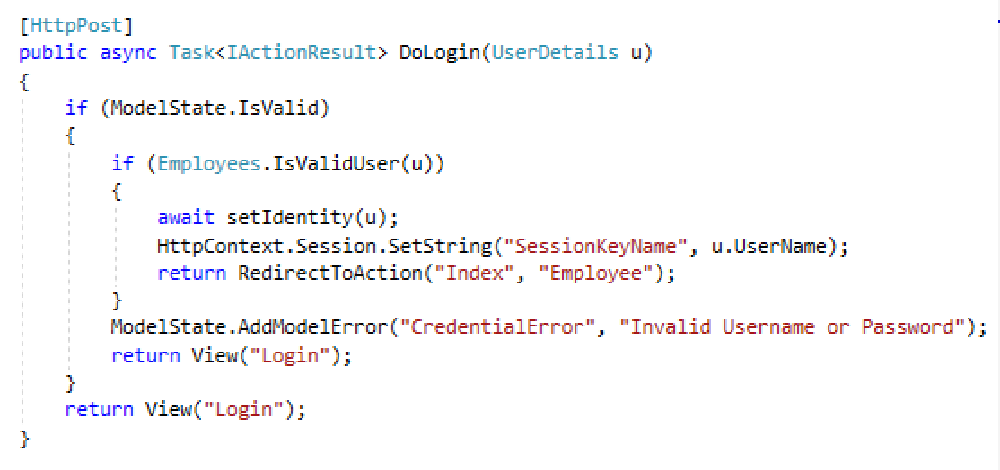 [HttpPost]
public async Task<IActionResult> DoLogin(UserDetails u)
{
    if (ModelState.IsValid)
    {
        if (Employees.IsValidUser(u))
        {
            await setIdentity(u);
            HttpContext.Session.SetString("SessionKeyName", u.UserName);
            return RedirectToAction("Index", "Employee");
        }
        ModelState.AddModelError("CredentialError", "Invalid Username or Password");
        return View("Login");
    }
    return View("Login");
}